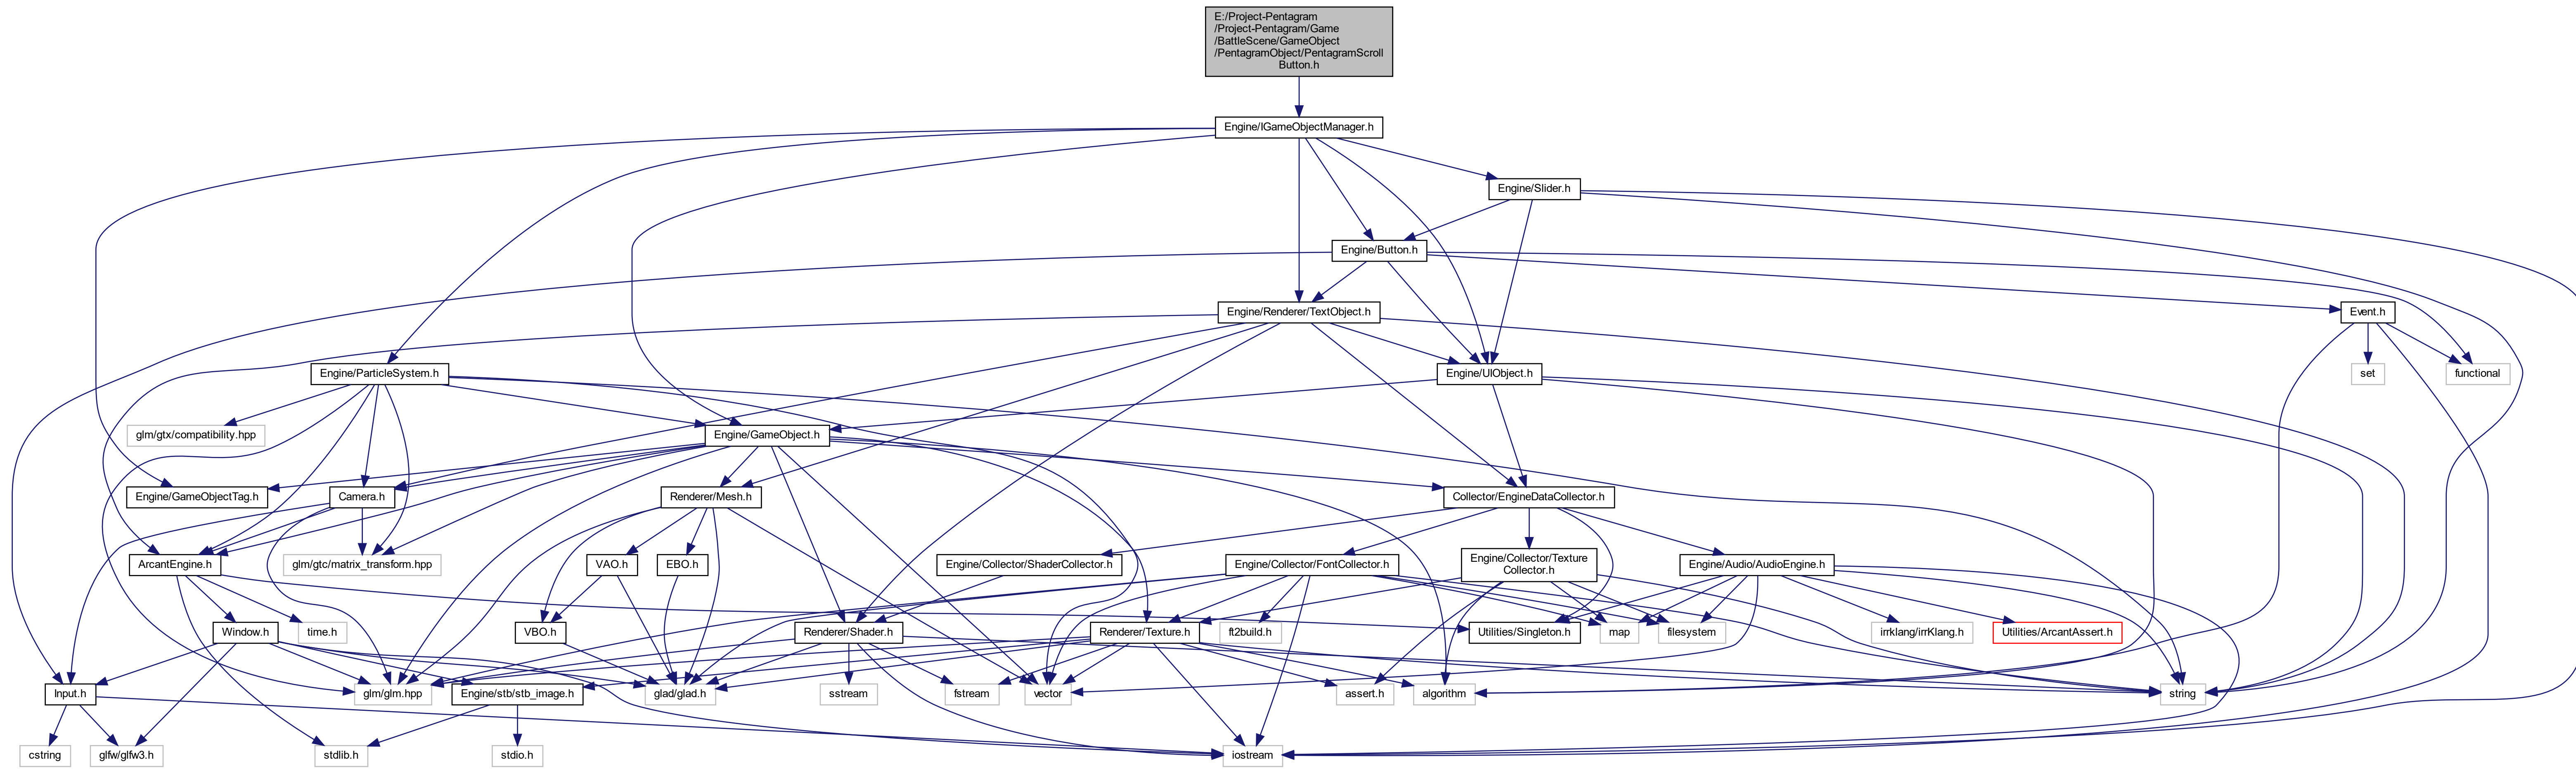 E:/Project-Pentagram
/Project-Pentagram/Game
/BattleScene/GameObject
/PentagramObject/PentagramScroll
Button.h
Engine/IGameObjectManager.h
Engine/Slider.h
Engine/Button.h
Engine/Renderer/TextObject.h
Event.h
Engine/ParticleSystem.h
Engine/UIObject.h
set
functional
glm/gtx/compatibility.hpp
Engine/GameObject.h
Engine/GameObjectTag.h
Camera.h
Renderer/Mesh.h
Collector/EngineDataCollector.h
ArcantEngine.h
glm/gtc/matrix_transform.hpp
VAO.h
EBO.h
Engine/Collector/ShaderCollector.h
Engine/Collector/FontCollector.h
Engine/Collector/Texture
Collector.h
Engine/Audio/AudioEngine.h
Window.h
time.h
VBO.h
Renderer/Shader.h
Renderer/Texture.h
ft2build.h
Utilities/Singleton.h
map
filesystem
irrklang/irrKlang.h
Utilities/ArcantAssert.h
Input.h
glm/glm.hpp
Engine/stb/stb_image.h
glad/glad.h
sstream
fstream
vector
assert.h
algorithm
string
cstring
glfw/glfw3.h
stdlib.h
stdio.h
iostream